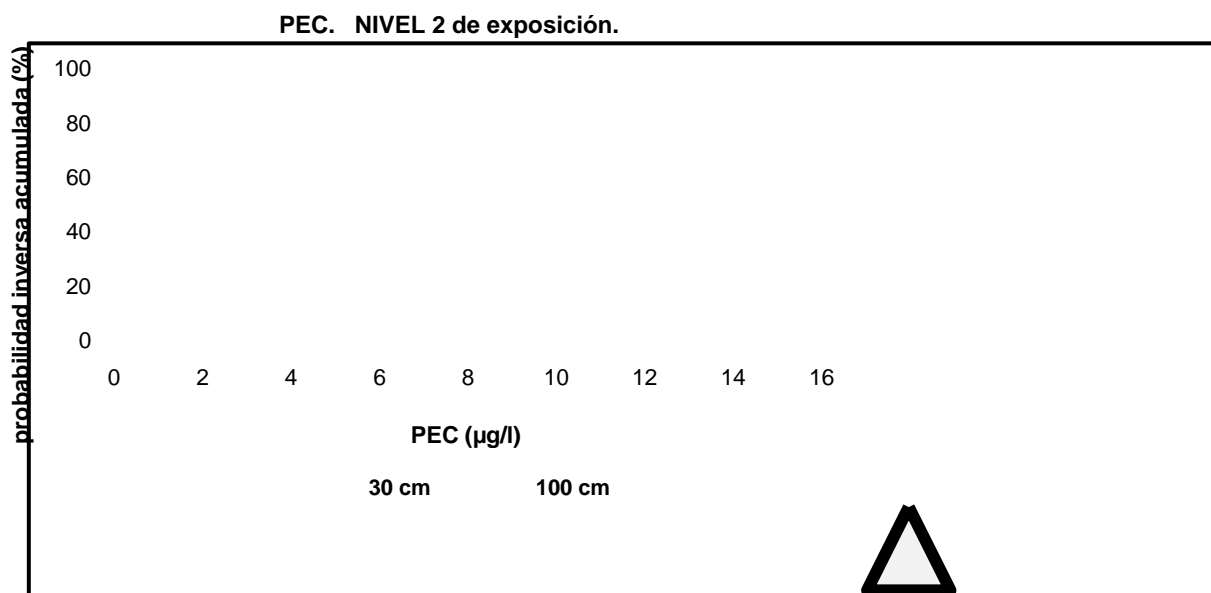 PEC. NIVEL 2 de exposición.
probabilidad inversa acumulada (%)
100
80
60
40
20
0
0 2 4 6 8 10 12 14 16
PEC (µg/l)
30 cm 100 cm